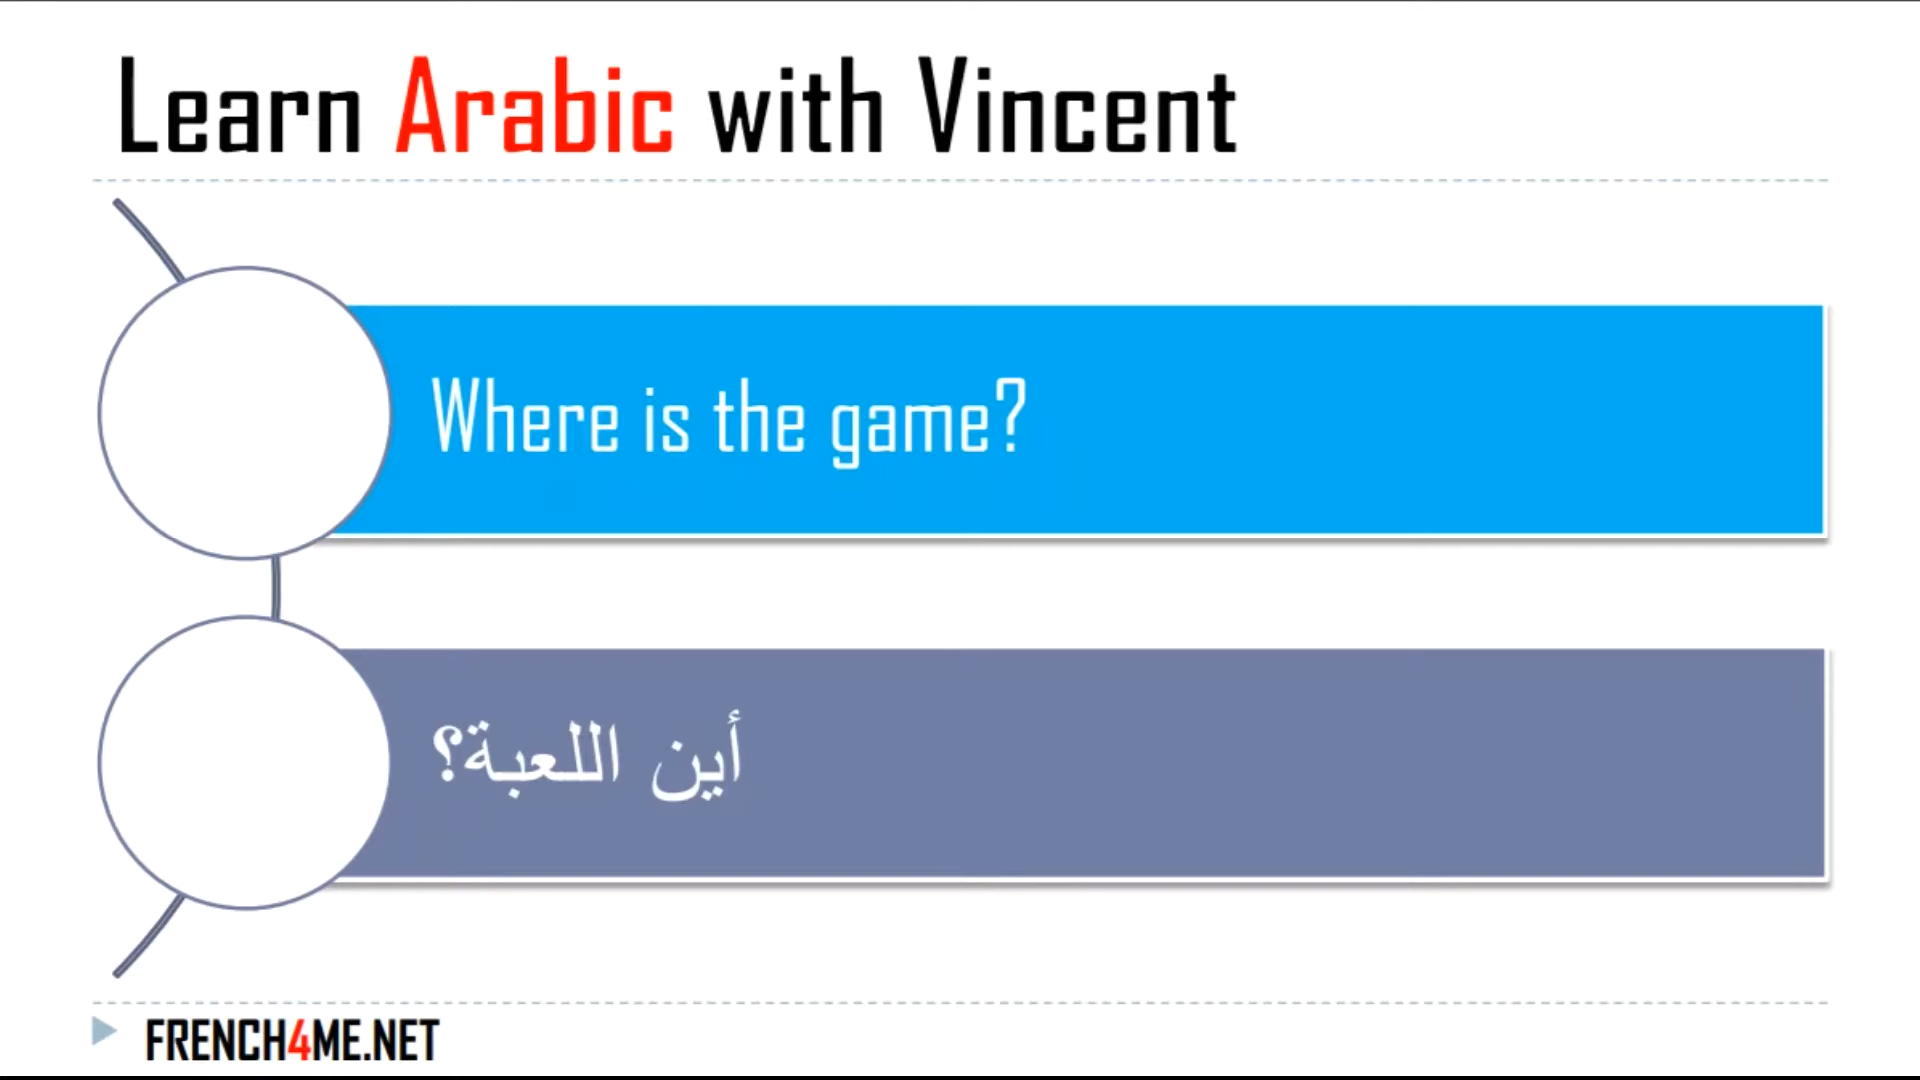 Learn Arabic with Vincent
Where is the game?
أين اللعبة؟
FRENCH4ME.NET